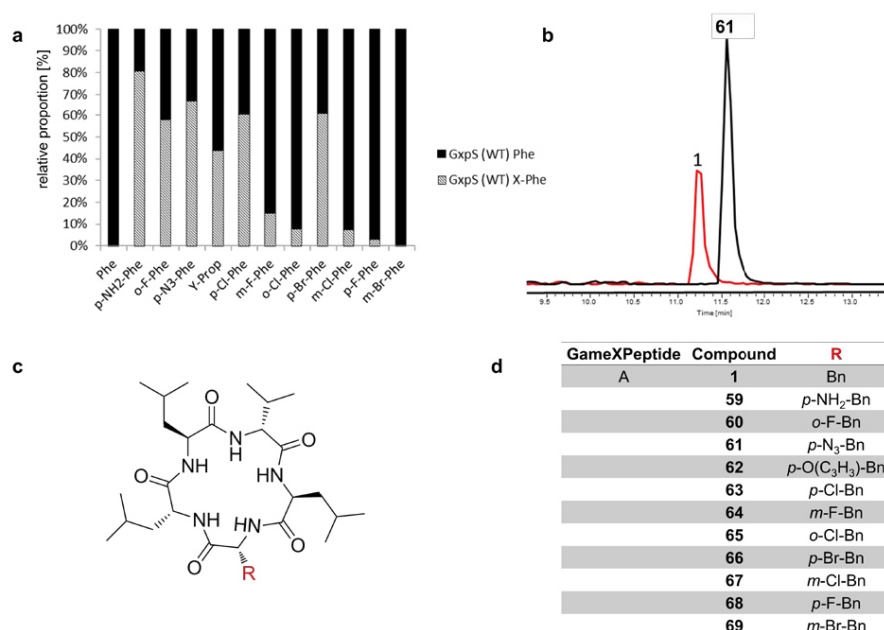 a
relative proportion [%]
100%
90%
80%
70%
60%
50%
40%
30%
20%
10%
0%
Phe
p-NH2-Phe
o-F-Phe
p-N3-Phe
Y-Prop
p-Cl-Phe
m-F-Phe
o-Cl-Phe
p-Br-Phe
m-Cl-Phe
p-F-Phe
m-Br-Phe
GxpS (WT) Phe
GxpS (WT) X-Phe
b
61
1
9.5 10.0 10.5 11.0 11.5 12.0 12.5 13.0
Time [min]
c
O
O
N
H
NH
NH
O
O
NH
HN
O
R
d
GameXPeptide Compound R
A 1 Bn
59 p-NH₂-Bn
60 o-F-Bn
61 p-N₃-Bn
62 p-O(C₃H₃)-Bn
63 p-Cl-Bn
64 m-F-Bn
65 o-Cl-Bn
66 p-Br-Bn
67 m-Cl-Bn
68 p-F-Bn
69 m-Br-Bn